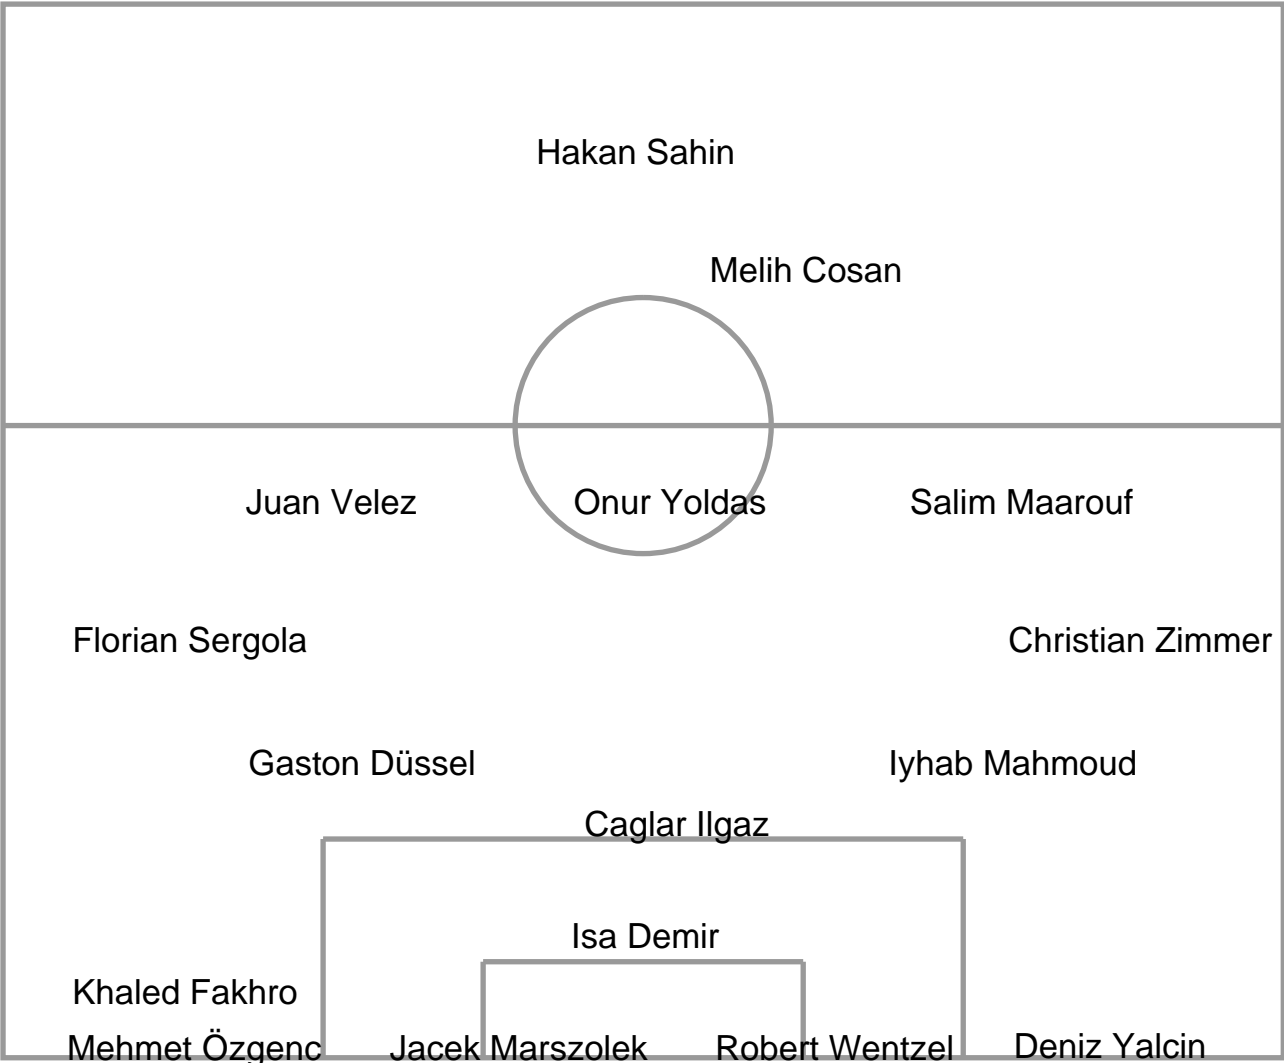 Hakan Sahin
Melih Cosan
Juan Velez Onur Yoldas Salim Maarouf
Florian Sergola Christian Zimmer
Gaston Düssel Iyhab Mahmoud
Caglar Ilgaz
Isa Demir
Khaled Fakhro
Mehmet Özgenc Jacek Marszolek Robert Wentzel Deniz Yalcin